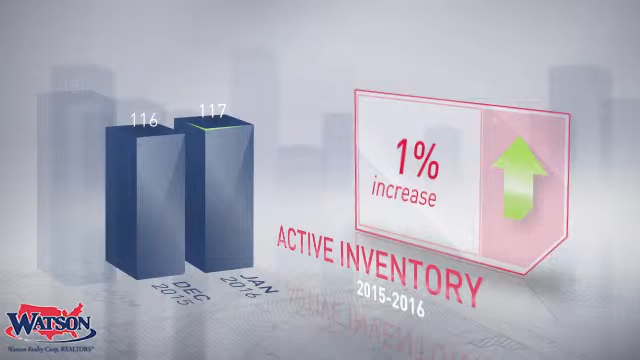 116
117
DEC
2015
JAN
2016
1%
increase
ACTIVE INVENTORY
2015-2016
WATSON
Watson Realty Corp. REALTORS